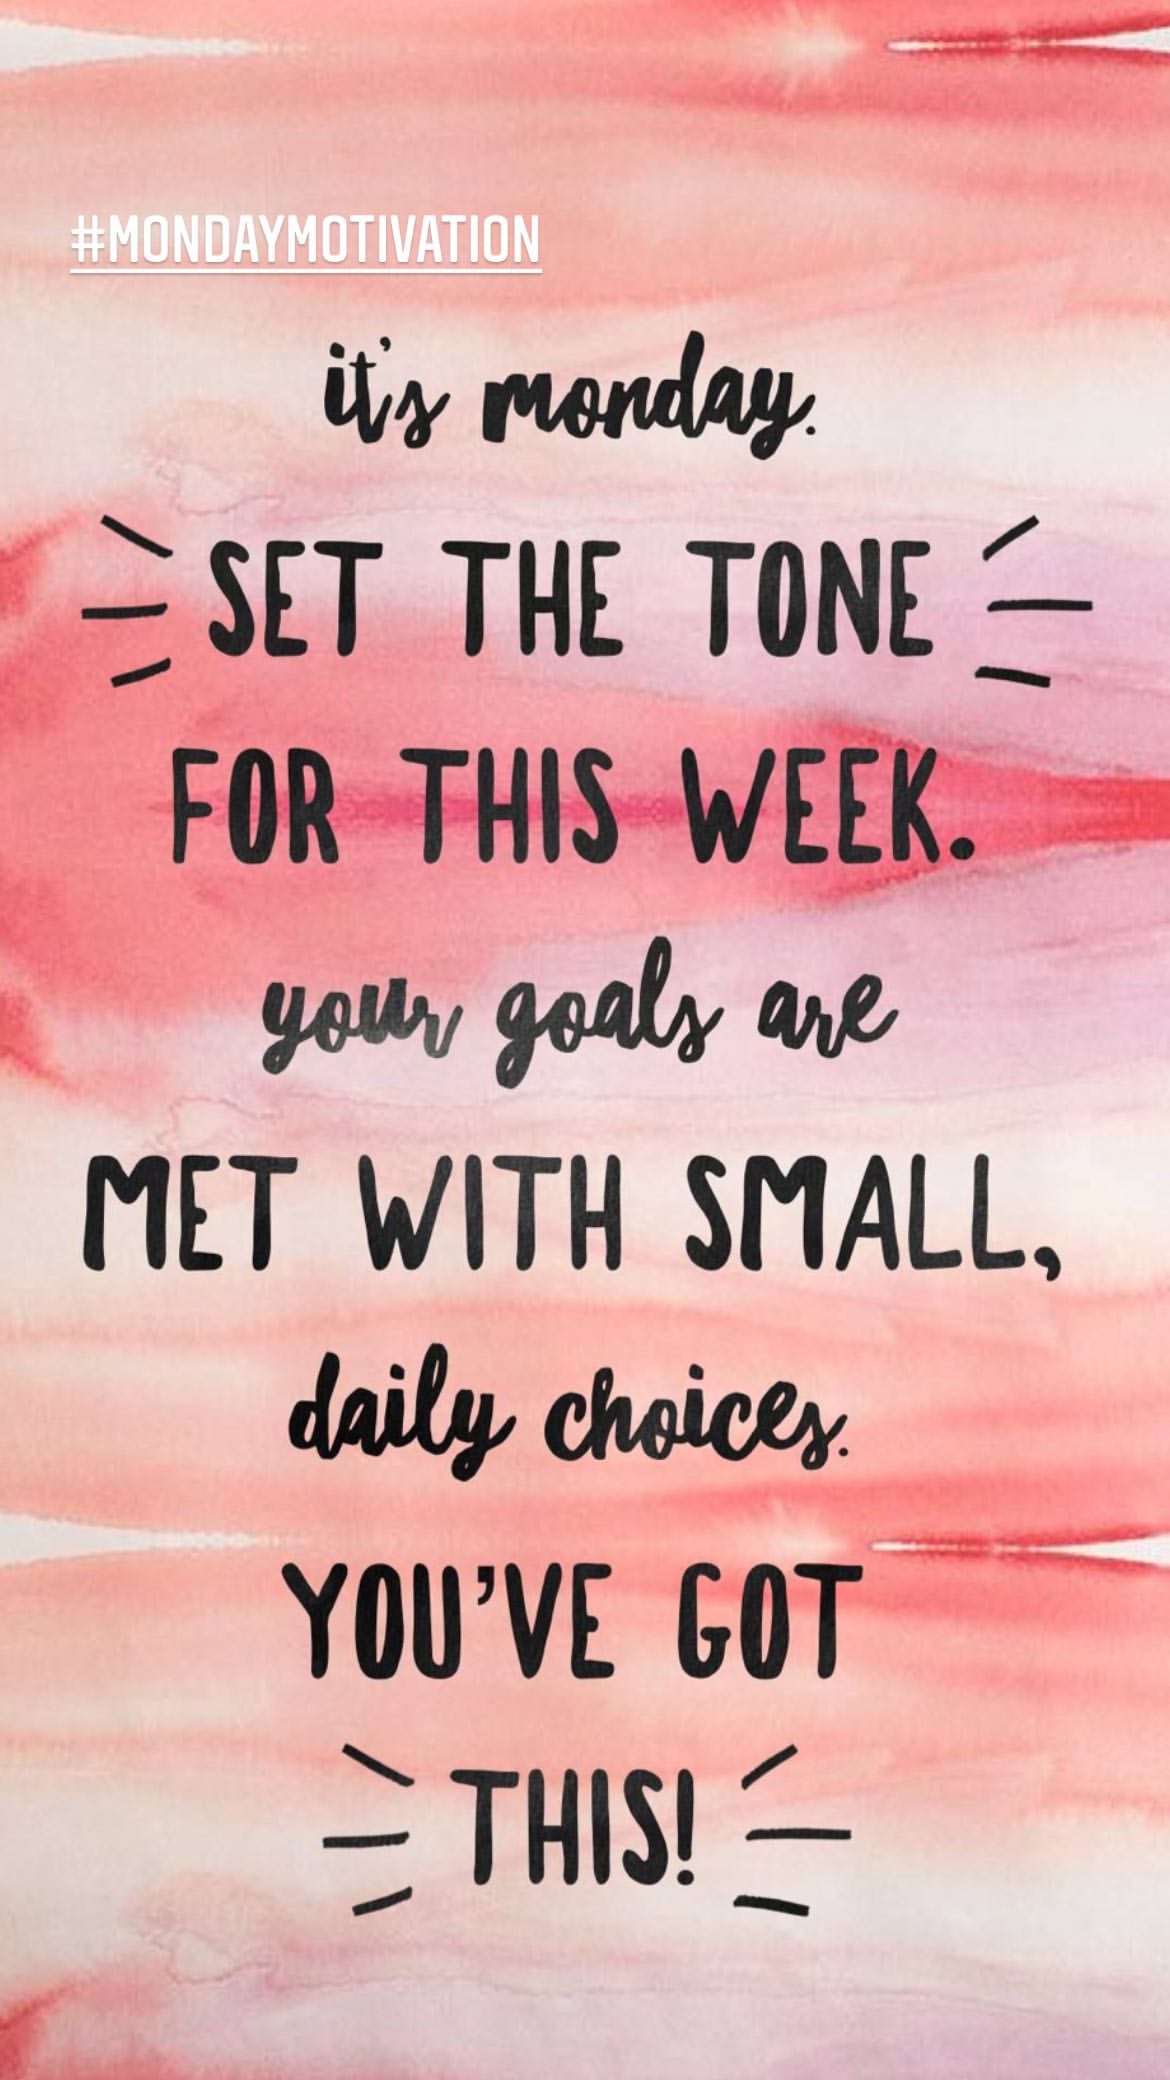 #MONDAYMOTIVATION
it's monday.
SET THE TONE
FOR THIS WEEK.
your goals are
MET WITH SMALL,
daily choices.
YOU'VE GOT
THIS!